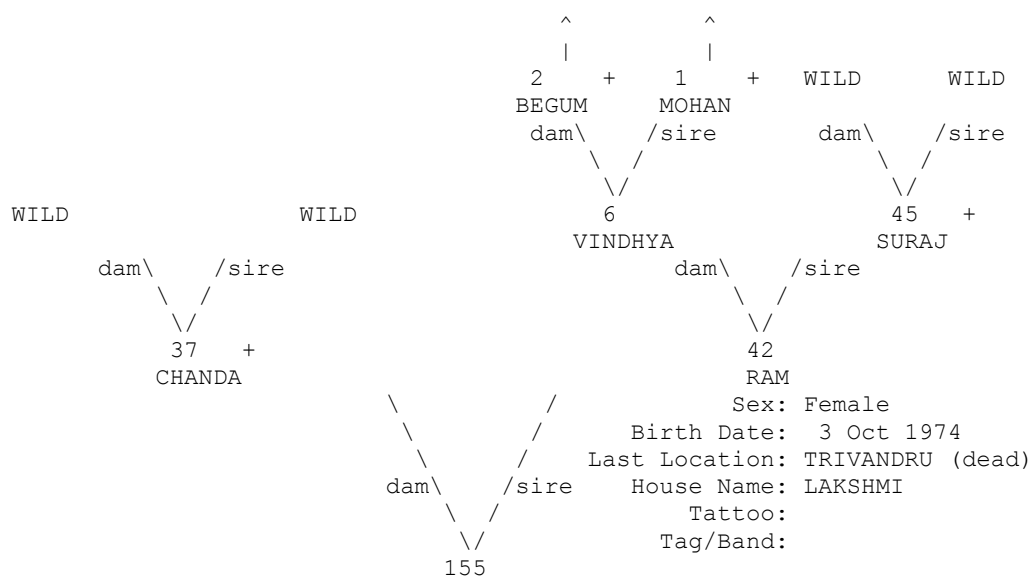 ^ ^
| |
2 + 1 + WILD WILD
BEGUM MOHAN
dam\ /sire dam\ /sire
\ / \ /
\/ \/
WILD WILD 6 45 +
VINDHYA SURAJ
dam\ /sire dam\ /sire
\ / \ /
\/ \/
37 + 42
CHANDA RAM
\ / Sex: Female
\ / Birth Date: 3 Oct 1974
\ / Last Location: TRIVANDRU (dead)
dam\ /sire House Name: LAKSHMI
\ / Tattoo:
\/ Tag/Band:
155